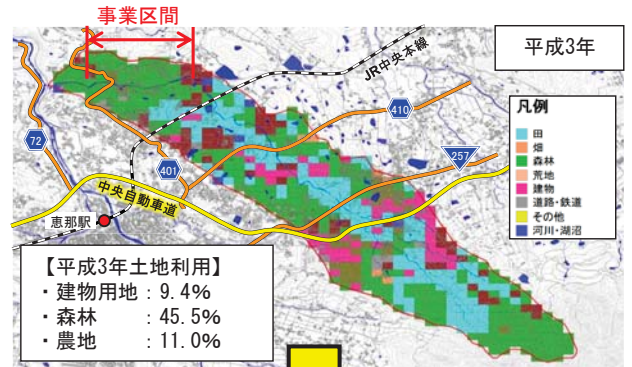 事業区間
平成3年
JR中央本線
410
凡例
田
畑
森林
荒地
建物
道路・鉄道
その他
河川・湖沼
72
401
257
中央自動車道
恵那駅
【平成3年土地利用】
・建物用地:9.4%
・森林　　:45.5%
・農地　　:11.0%